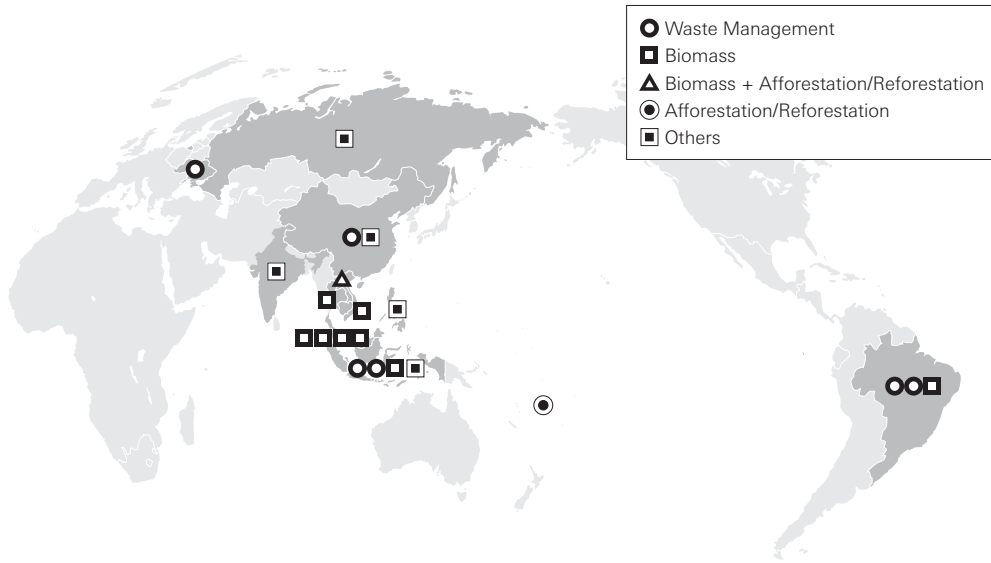 Waste Management
Biomass
Biomass + Afforestation/Reforestation
Afforestation/Reforestation
Others